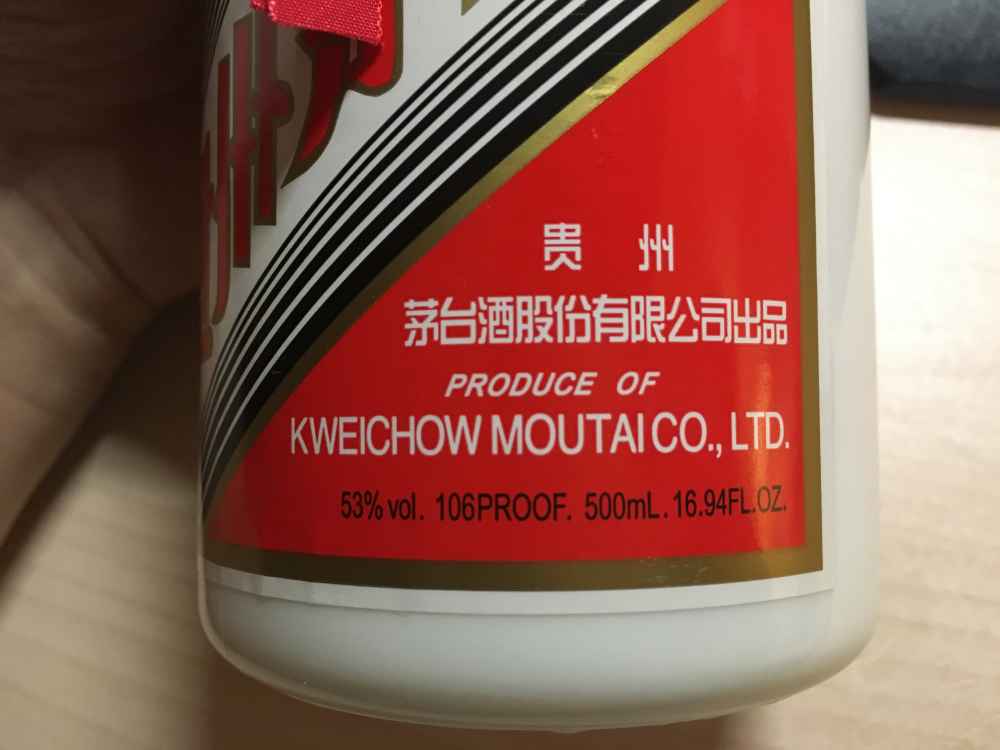 贵 州
茅台酒股份有限公司出品
PRODUCE OF
KWEICHOW MOUTAI CO., LTD.
53% vol. 106PROOF. 500mL. 16.94FL.OZ.